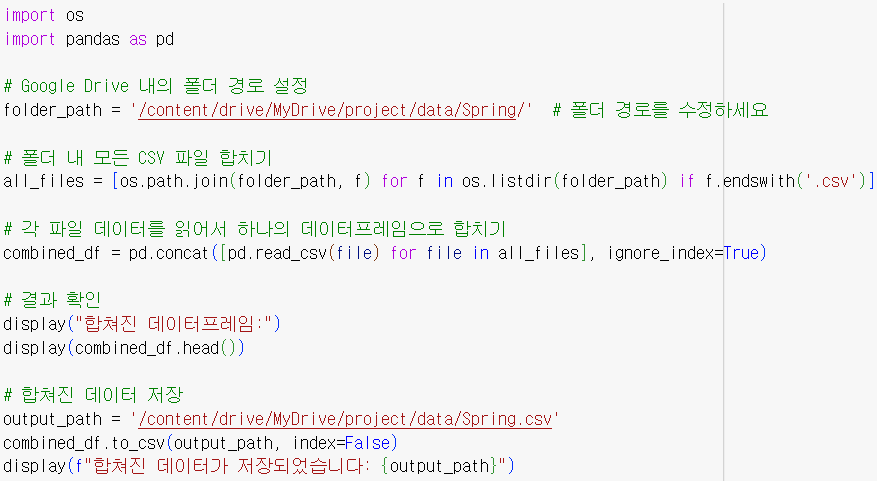 import os
import pandas as pd
# Google Drive 내의 폴더 경로 설정
folder_path = '/content/drive/MyDrive/project/data/Spring/'  # 폴더 경로를 수정하세요
# 폴더 내 모든 CSV 파일 합치기
all_files = [os.path.join(folder_path, f) for f in os.listdir(folder_path) if f.endswith('.csv')]
# 각 파일 데이터를 읽어서 하나의 데이터프레임으로 합치기
combined_df = pd.concat([pd.read_csv(file) for file in all_files], ignore_index=True)
# 결과 확인
display("합쳐진 데이터프레임:")
display(combined_df.head())
# 합쳐진 데이터 저장
output_path = '/content/drive/MyDrive/project/data/Spring.csv'
combined_df.to_csv(output_path, index=False)
display(f"합쳐진 데이터가 저장되었습니다: {output_path}")